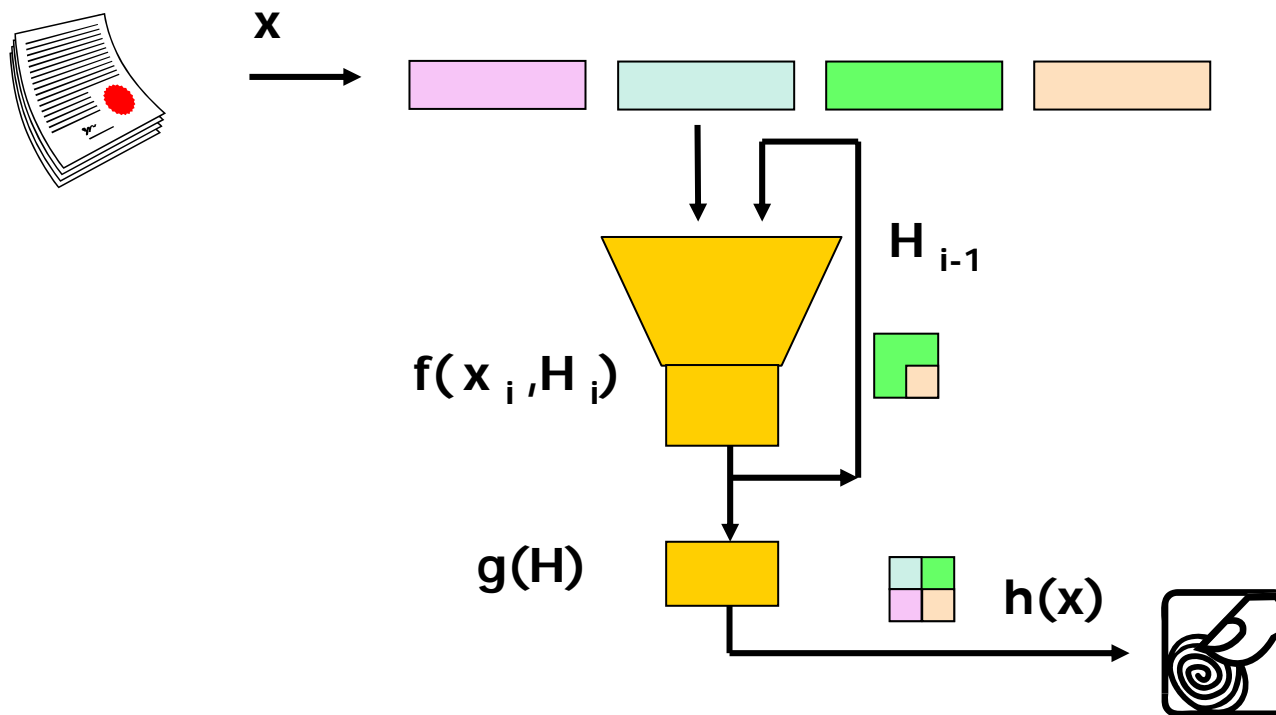 x
H i-1
f( x i ,H i)
g(H)
h(x)